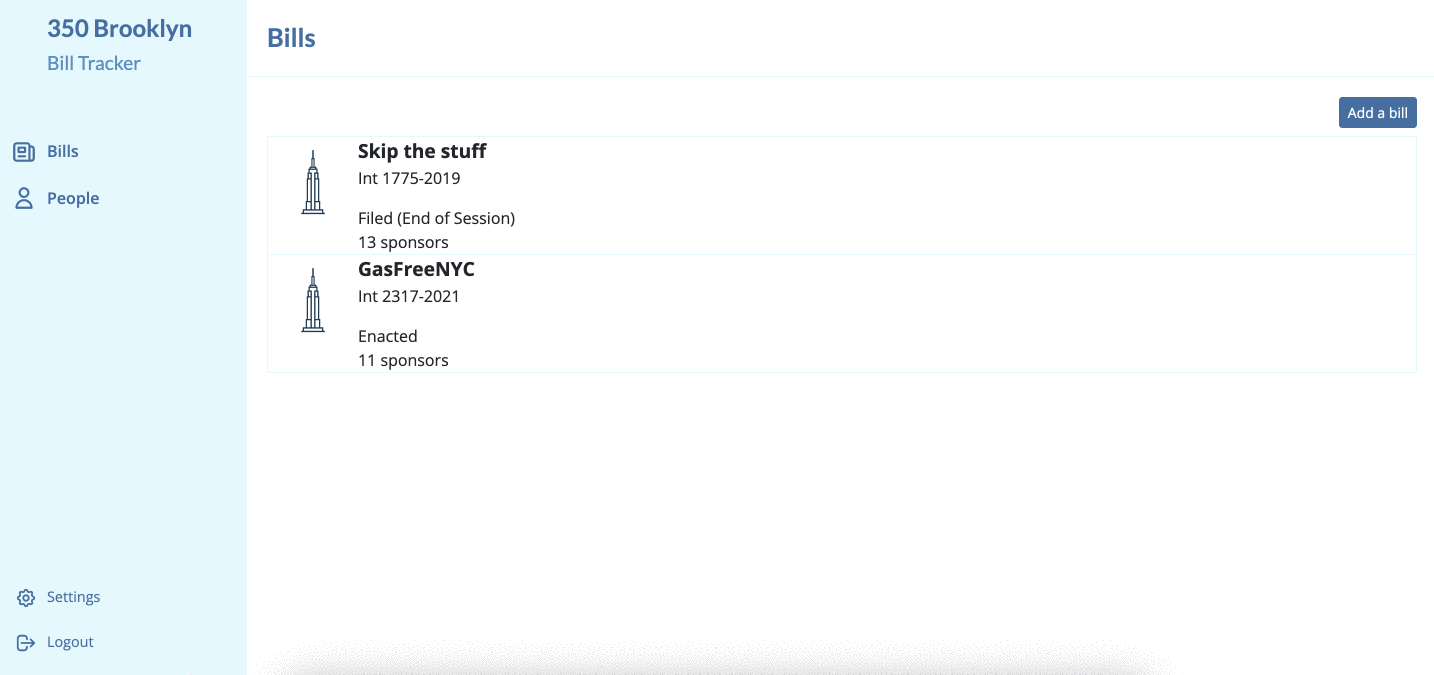 350 Brooklyn
Bill Tracker
Bills
People
Settings
Logout
Bills
Add a bill
Skip the stuff
Int 1775-2019
Filed (End of Session)
13 sponsors
GasFreeNYC
Int 2317-2021
Enacted
11 sponsors